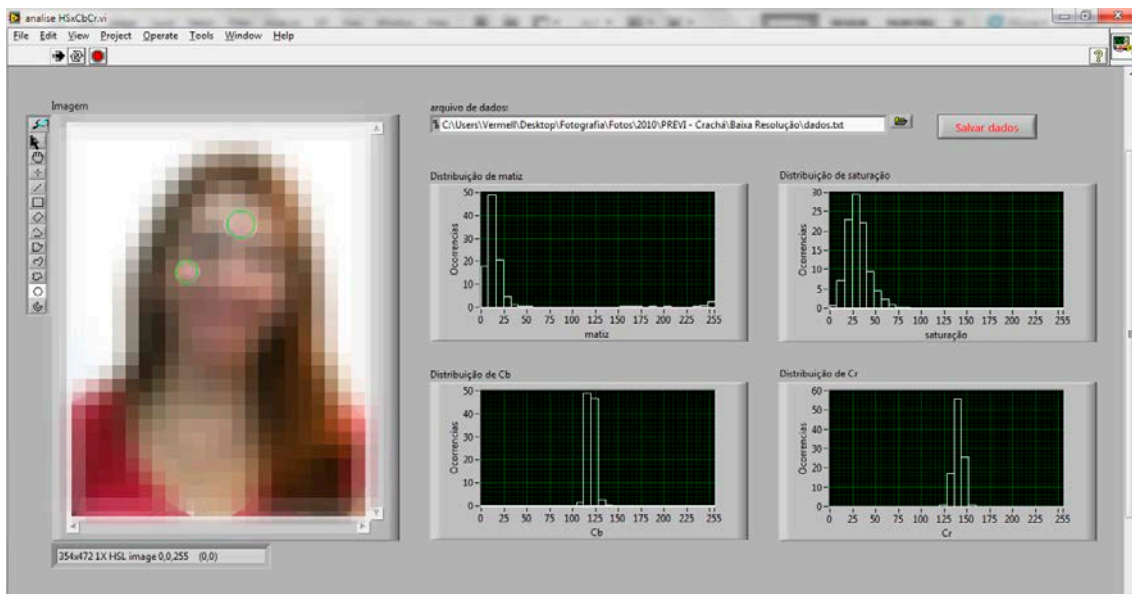 analise HSxCbCr.vi
File Edit View Project Operate Tools Window Help
Imagem
arquivo de dados:
C:\Users\Vermell\Desktop\Fotografia\Fotos\2010\PREVI - Crachá\Baixa Resolução\dados.txt
Salvar dados
Distribuição de matiz
50
40
30
20
10
0
Ocorrencias
0 25 50 75 100 125 150 175 200 225 255
matiz
Distribuição de saturação
30
25
20
15
10
5
0
Ocorrencias
0 25 50 75 100 125 150 175 200 225 255
saturação
Distribuição de Cb
50
40
30
20
10
0
Ocorrencias
0 25 50 75 100 125 150 175 200 225 255
Cb
Distribuição de Cr
60
50
40
30
20
10
0
Ocorrencias
0 25 50 75 100 125 150 175 200 225 255
Cr
354x472 1X HSL image 0,0,255 (0,0)